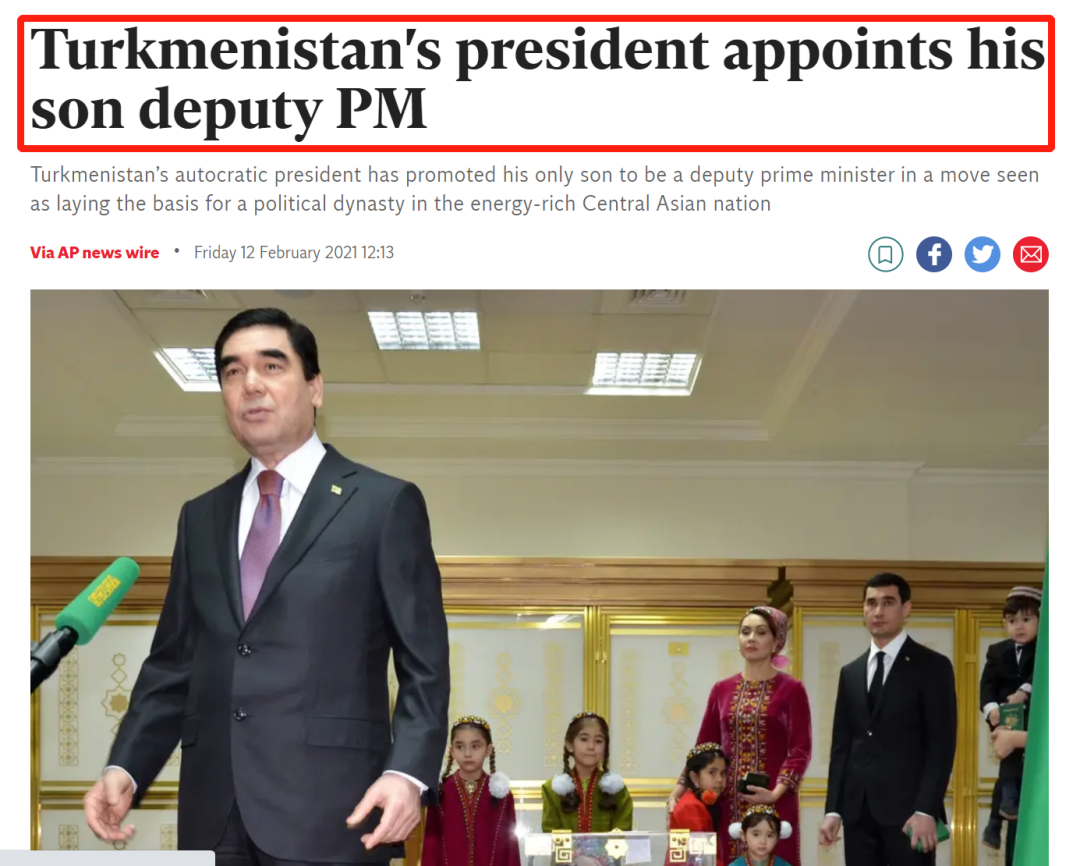 Turkmenistan's president appoints his
son deputy PM
Turkmenistan’s autocratic president has promoted his only son to be a deputy prime minister in a move seen
as laying the basis for a political dynasty in the energy-rich Central Asian nation
Via AP news wire • Friday 12 February 2021 12:13